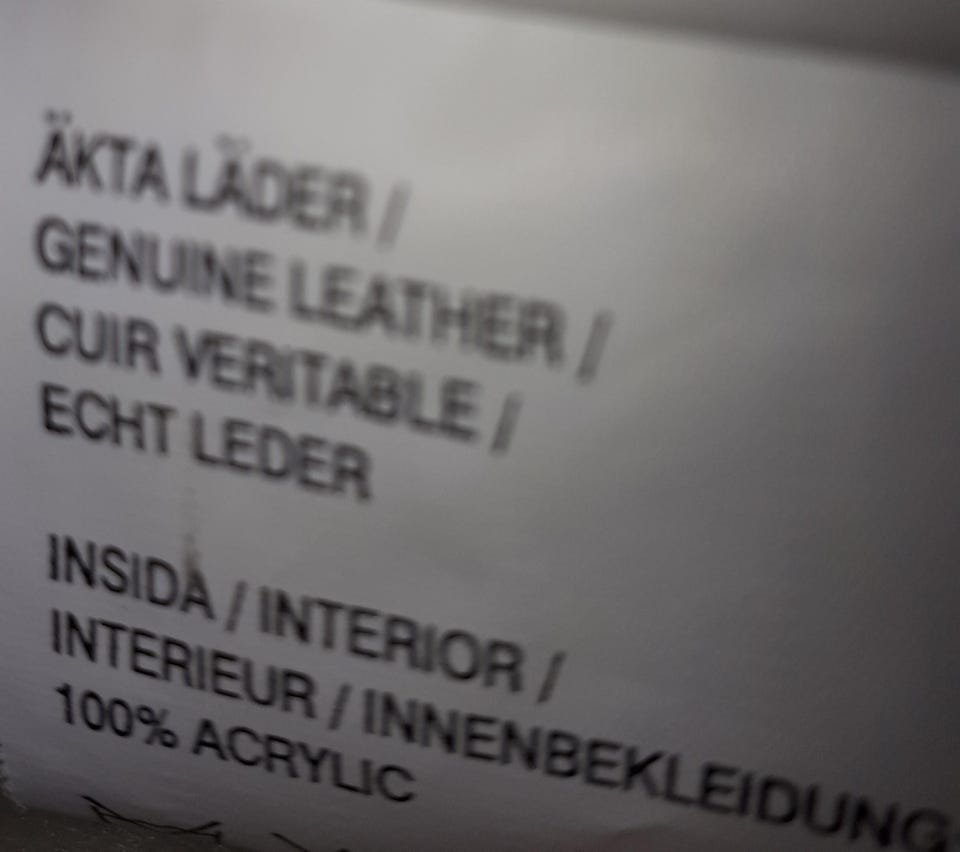 ÄKTA LÄDER /
GENUINE LEATHER /
CUIR VERITABLE /
ECHT LEDER
INSIDA / INTERIOR /
INTERIEUR / INNENBEKLEIDUNG
100% ACRYLIC